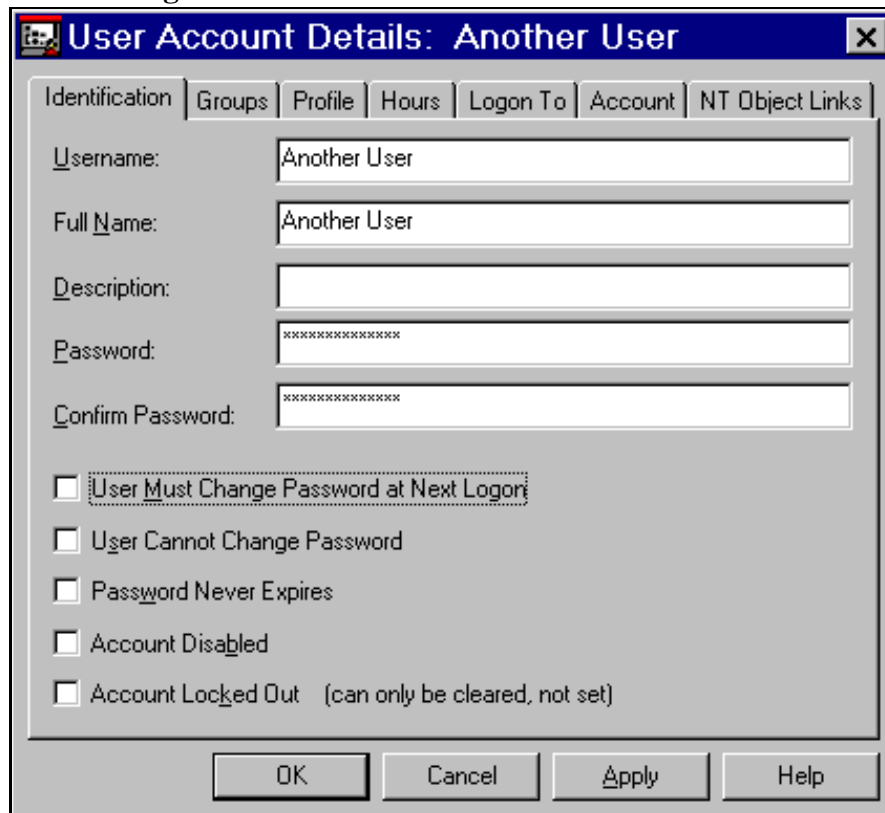 User Account Details: Another User
Identification Groups Profile Hours Logon To Account NT Object Links
Username: Another User
Full Name: Another User
Description:
Password: **************
Confirm Password: **************
User Must Change Password at Next Logon
User Cannot Change Password
Password Never Expires
Account Disabled
Account Locked Out (can only be cleared, not set)
OK Cancel Apply Help